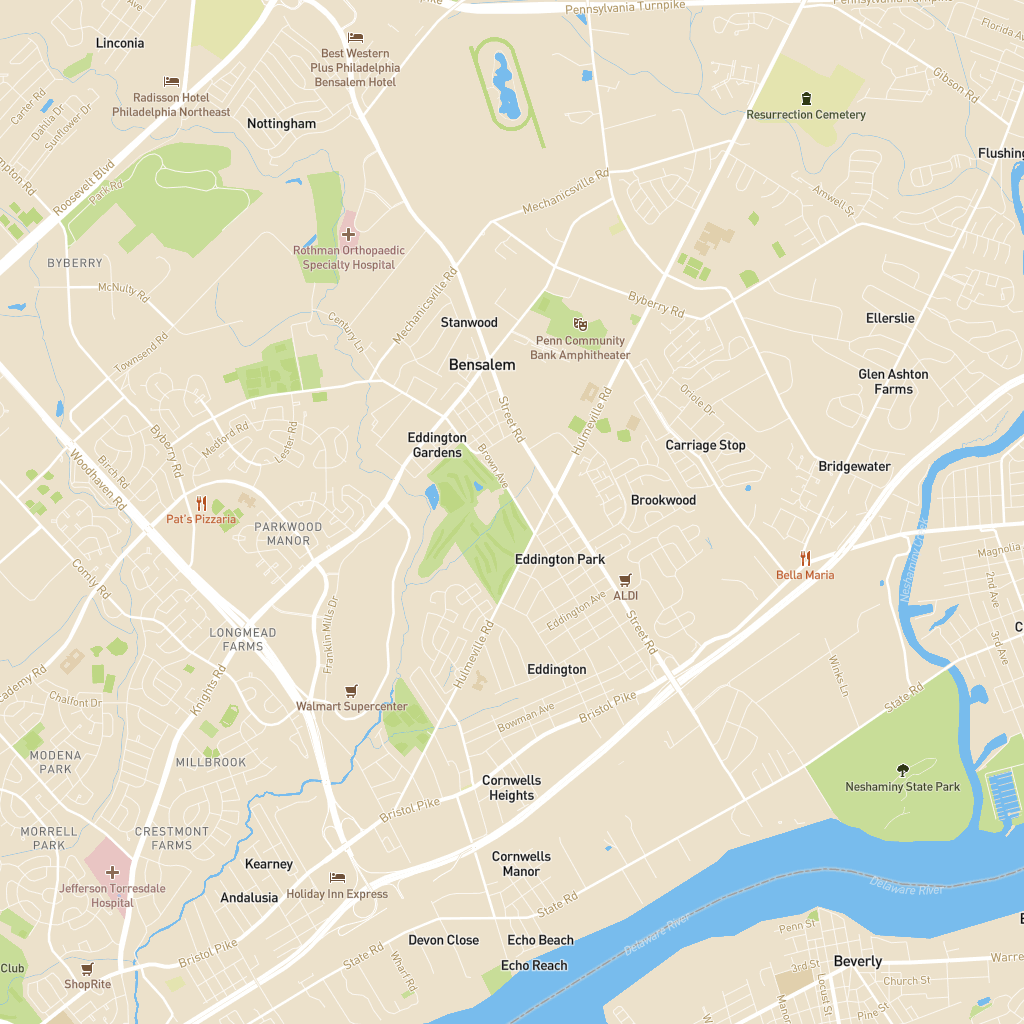 Pike
Pennsylvania Turnpike
Pennsylvania Turnpike
Florida Av
Linconia
Best Western
Plus Philadelphia
Bensalem Hotel
Gibson Rd
Radisson Hotel
Philadelphia Northeast
Carter Rd
Dahlia Dr
Sunflower Dr
Nottingham
Resurrection Cemetery
Flushing
mpton Rd
Roosevelt Blvd
Park Rd
Mechanicsville Rd
Amwell St
Rothman Orthopaedic
Specialty Hospital
BYBERRY
McNulty Rd
Mechanicsville Rd
Byberry Rd
Century Ln
Stanwood
Ellerslie
Penn Community
Bank Amphitheater
Townsend Rd
Bensalem
Glen Ashton
Farms
Oriole Dr
Street Rd
Hulmeville Rd
Medford Rd
Lester Rd
Byberry Rd
Eddington
Gardens
Brown Ave
Carriage Stop
Bridgewater
Birch Rd
Woodhaven Rd
Brookwood
Pat's Pizzaria
PARKWOOD
MANOR
Neshaminy Creek
Eddington Park
Bella Maria
Magnolia
Comly Rd
2nd Ave
ALDI
Eddington Ave
Street Rd
Franklin Mills Dr
LONGMEAD
FARMS
Hulmeville Rd
C
3rd Ave
Eddington
Winks Ln
cademy Rd
Knights Rd
Chalfont Dr
Walmart Supercenter
State Rd
Bristol Pike
Bowman Ave
MODENA
PARK
MILLBROOK
Neshaminy State Park
Cornwells
Heights
Bristol Pike
MORRELL
PARK
CRESTMONT
FARMS
Kearney
Cornwells
Manor
Jefferson Torresdale
Hospital
Andalusia
Holiday Inn Express
Delaware River
State Rd
Delaware River
Penn St
Devon Close
Echo Beach
Bristol Pike
State Rd
Wharf Rd
Echo Reach
Beverly
Warre
Club
ShopRite
3rd St
Church St
Manor
Locust St
Pine St